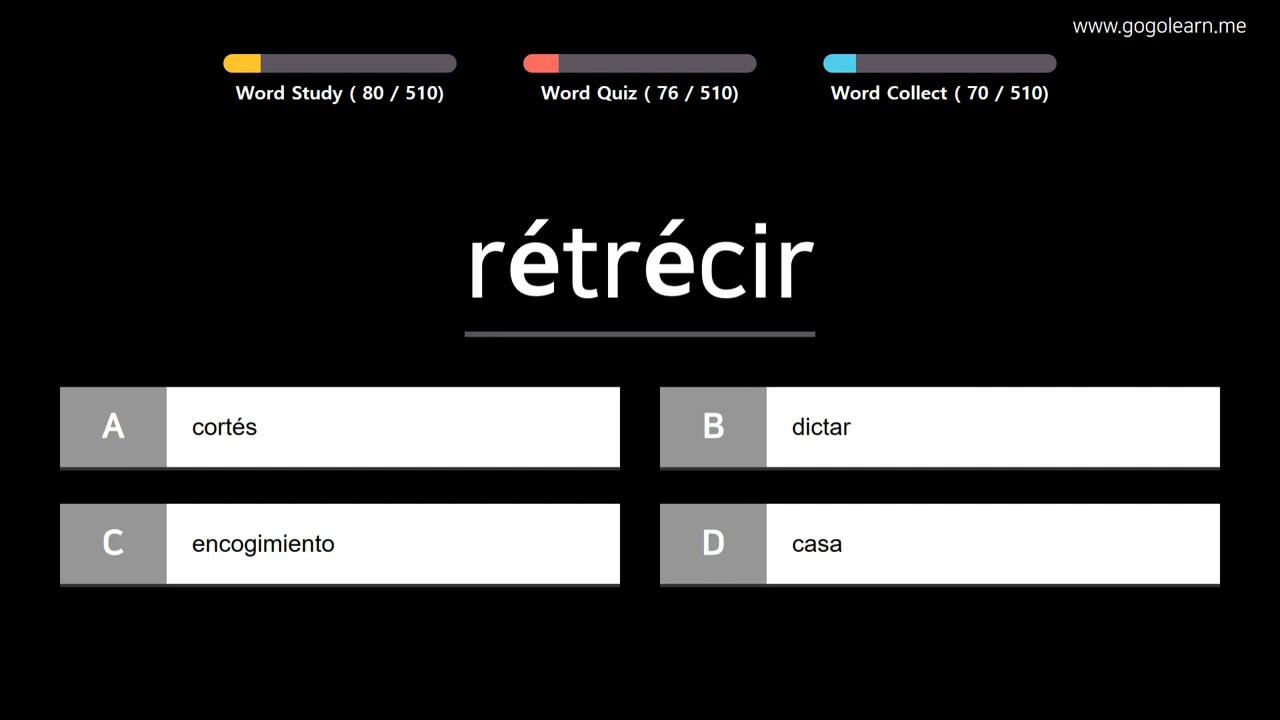 www.gogolearn.me
Word Study ( 80 / 510)
Word Quiz ( 76 / 510)
Word Collect ( 70 / 510)
rétrécir
A cortés
B dictar
C encogimiento
D casa